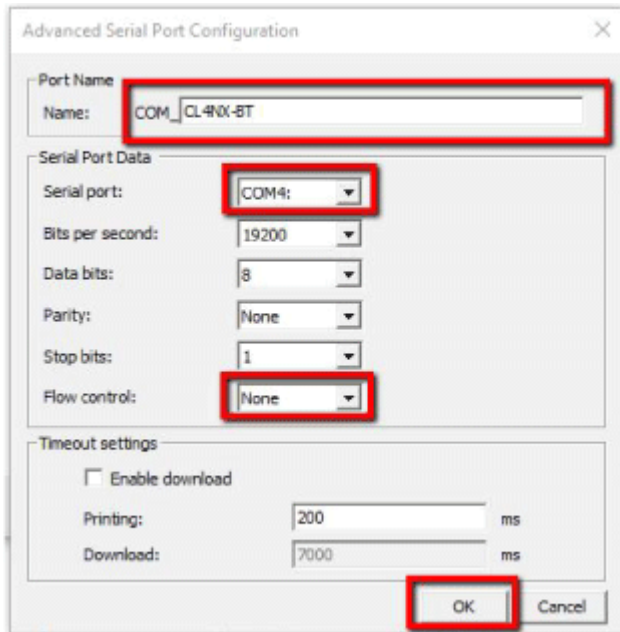 Advanced Serial Port Configuration
Port Name
Name: COM_ CL4NX-BT
Serial Port Data
Serial port: COM4:
Bits per second: 19200
Data bits: 8
Parity: None
Stop bits: 1
Flow control: None
Timeout settings
Enable download
Printing: 200 ms
Download: 7000 ms
OK Cancel